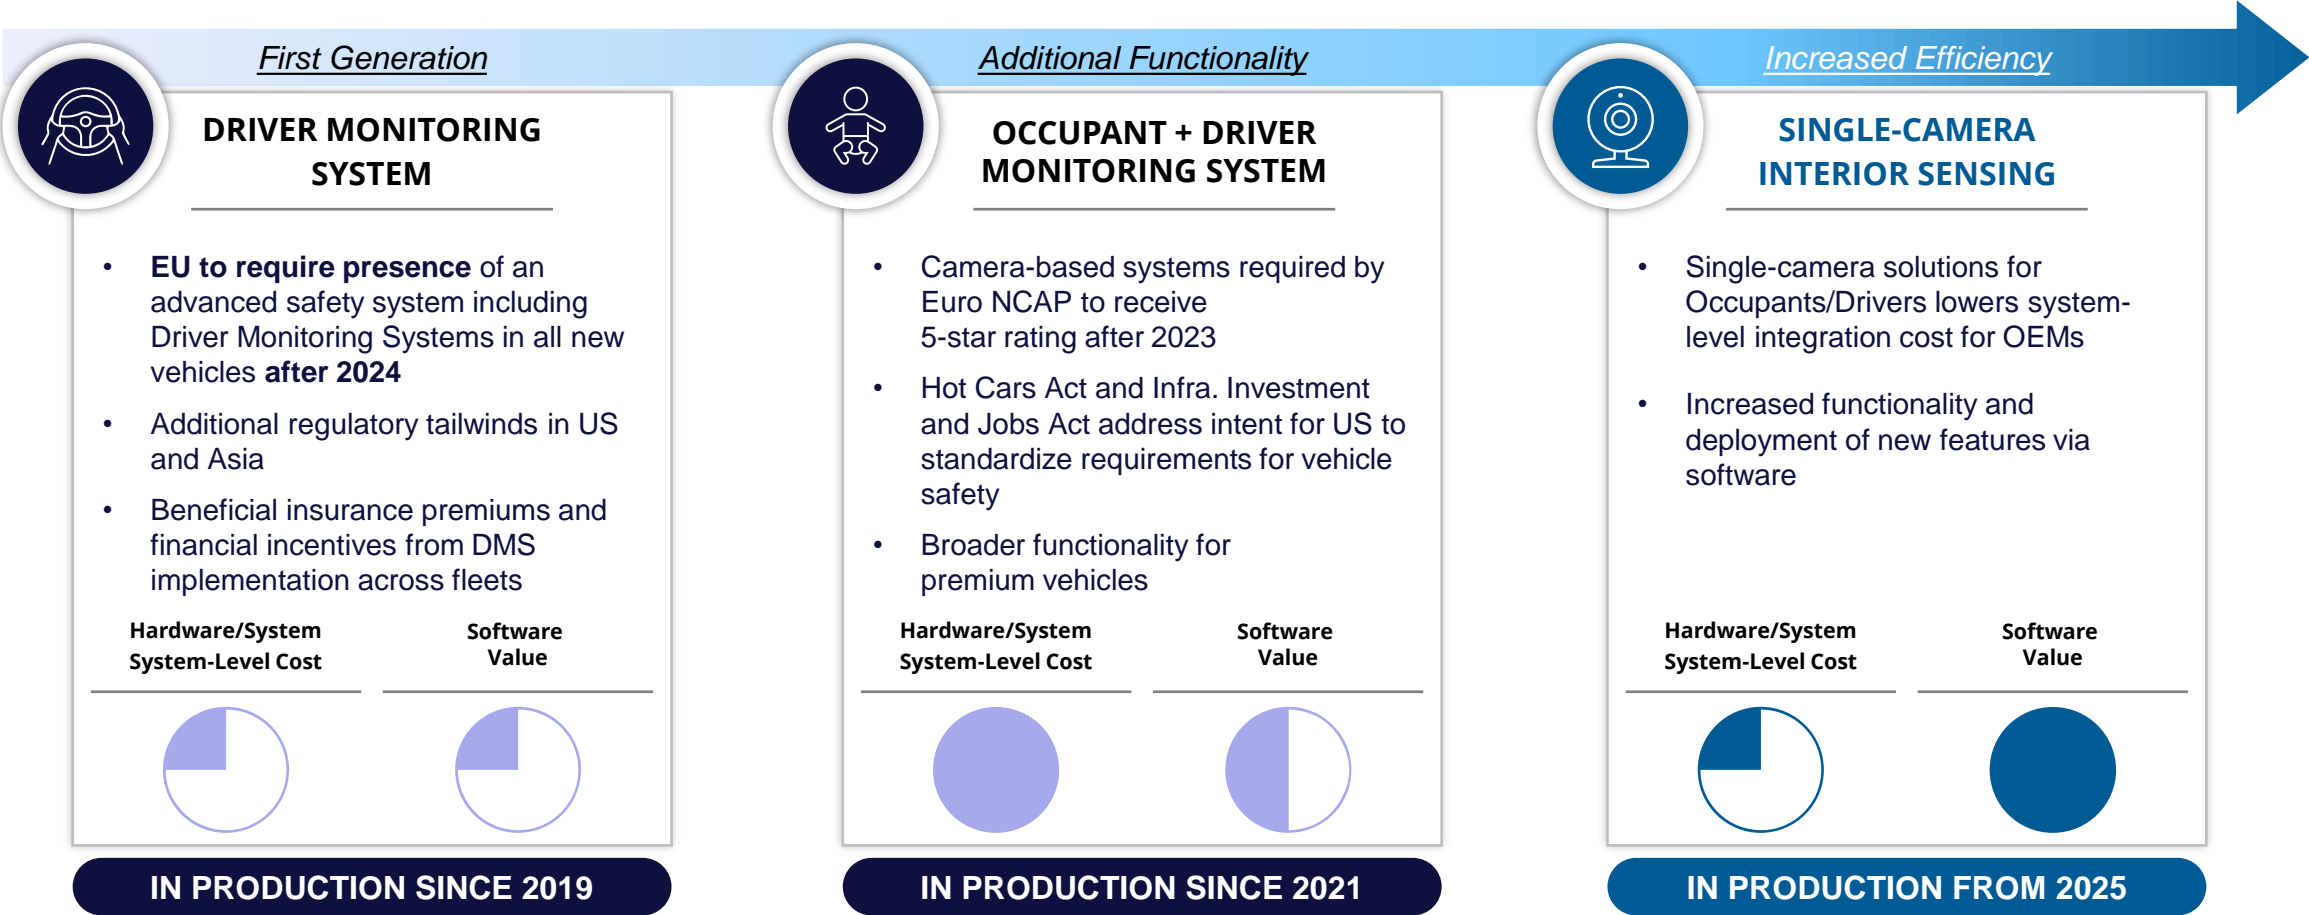 First Generation
Additional Functionality
Increased Efficiency
DRIVER MONITORING
SYSTEM
• EU to require presence of an
advanced safety system including
Driver Monitoring Systems in all new
vehicles after 2024
• Additional regulatory tailwinds in US
and Asia
• Beneficial insurance premiums and
financial incentives from DMS
implementation across fleets
Hardware/System
System-Level Cost
Software
Value
IN PRODUCTION SINCE 2019
OCCUPANT + DRIVER
MONITORING SYSTEM
• Camera-based systems required by
Euro NCAP to receive
5-star rating after 2023
• Hot Cars Act and Infra. Investment
and Jobs Act address intent for US to
standardize requirements for vehicle
safety
• Broader functionality for
premium vehicles
Hardware/System
System-Level Cost
Software
Value
IN PRODUCTION SINCE 2021
SINGLE-CAMERA
INTERIOR SENSING
• Single-camera solutions for
Occupants/Drivers lowers system-
level integration cost for OEMs
• Increased functionality and
deployment of new features via
software
Hardware/System
System-Level Cost
Software
Value
IN PRODUCTION FROM 2025